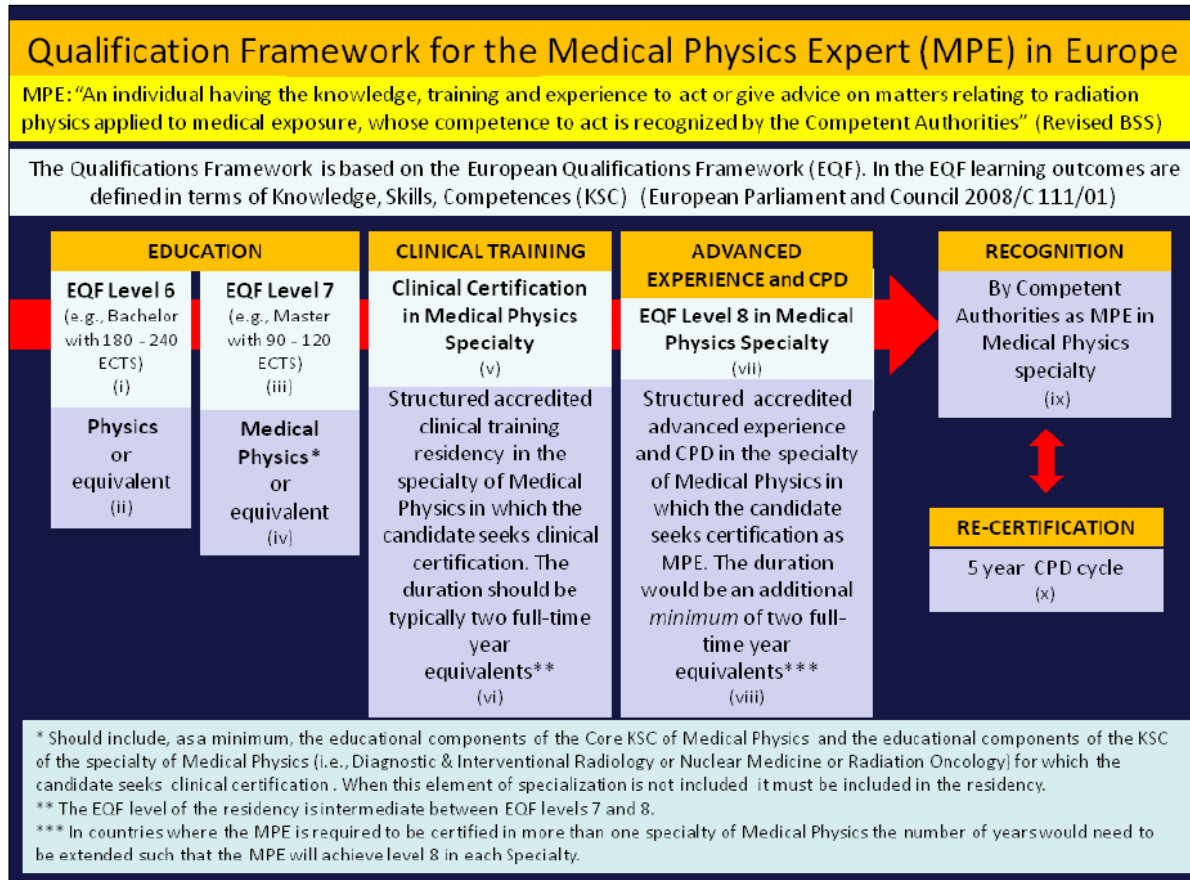 Qualification Framework for the Medical Physics Expert (MPE) in Europe
MPE: “An individual having the knowledge, training and experience to act or give advice on matters relating to radiation
physics applied to medical exposure, whose competence to act is recognized by the Competent Authorities” (Revised BSS)
The Qualifications Framework is based on the European Qualifications Framework (EQF). In the EQF learning outcomes are
defined in terms of Knowledge, Skills, Competences (KSC) (European Parliament and Council 2008/C 111/01)
EDUCATION
EQF Level 6
(e.g., Bachelor
with 180 - 240
ECTS)
(i)
Physics
or
equivalent
(ii)
EQF Level 7
(e.g., Master
with 90 - 120
ECTS)
(iii)
Medical
Physics*
or
equivalent
(iv)
CLINICAL TRAINING
Clinical Certification
in Medical Physics
Specialty
(v)
Structured accredited
clinical training
residency in the
specialty of Medical
Physics in which the
candidate seeks clinical
certification. The
duration should be
typically two full-time
year
equivalents**
(vi)
ADVANCED
EXPERIENCE and CPD
EQF Level 8 in Medical
Physics Specialty
(vii)
Structured accredited
advanced experience
and CPD in the specialty
of Medical Physics in
which the candidate
seeks certification as
MPE. The duration
would be an additional
minimum of two full-
time year
equivalents***
(viii)
RECOGNITION
By Competent
Authorities as MPE in
Medical Physics
specialty
(ix)
RE-CERTIFICATION
5 year CPD cycle
(x)
* Should include, as a minimum, the educational components of the Core KSC of Medical Physics and the educational components of the KSC
of the specialty of Medical Physics (i.e., Diagnostic & Interventional Radiology or Nuclear Medicine or Radiation Oncology) for which the
candidate seeks clinical certification . When this element of specialization is not included it must be included in the residency.
** The EQF level of the residency is intermediate between EQF levels 7 and 8.
*** In countries where the MPE is required to be certified in more than one specialty of Medical Physics the number of years would need to
be extended such that the MPE will achieve level 8 in each Specialty.